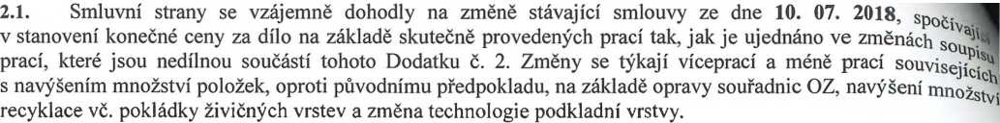 2.1. Smluvní strany se vzájemně dohodly na změně stávající smlouvy ze dne 10. 07. 2018, spočívající
v stanovení konečné ceny za dílo na základě skutečně provedených prací tak, jak je ujednáno ve změnách soupisu
prací, které jsou nedílnou součástí tohoto Dodatku č. 2. Změny se týkají víceprací a méně prací souvisejících
s navýšením množství položek, oproti původnímu předpokladu, na základě opravy souřadnic OZ, navýšení množství
recyklace vč. pokládky živičných vrstev a změna technologie podkladní vrstvy.